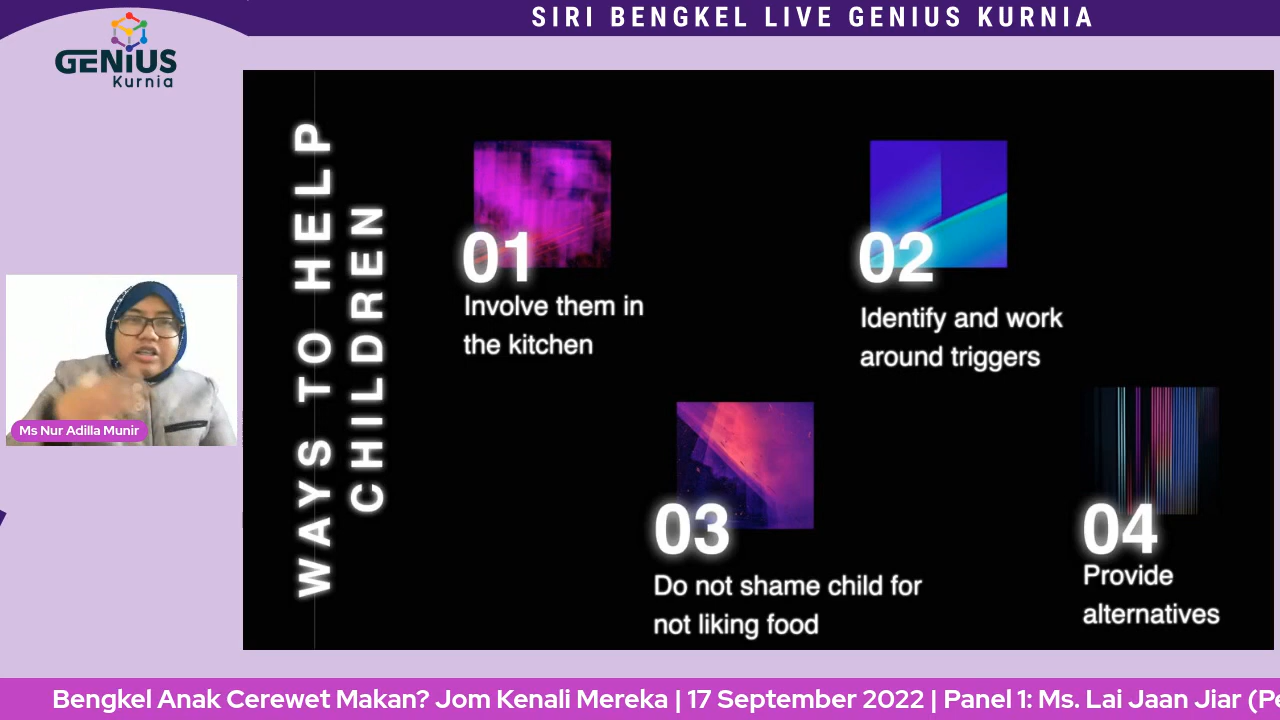 SIRI BENGKEL LIVE GENIUS KURNIA
GENIUS
Kurnia
WAYS TO HELP
CHILDREN
01
Involve them in
the kitchen
02
Identify and work
around triggers
03
Do not shame child for
not liking food
04
Provide
alternatives
Ms Nur Adilla Munir
Bengkel Anak Cerewet Makan? Jom Kenali Mereka | 17 September 2022 | Panel 1: Ms. Lai Jaan Jiar